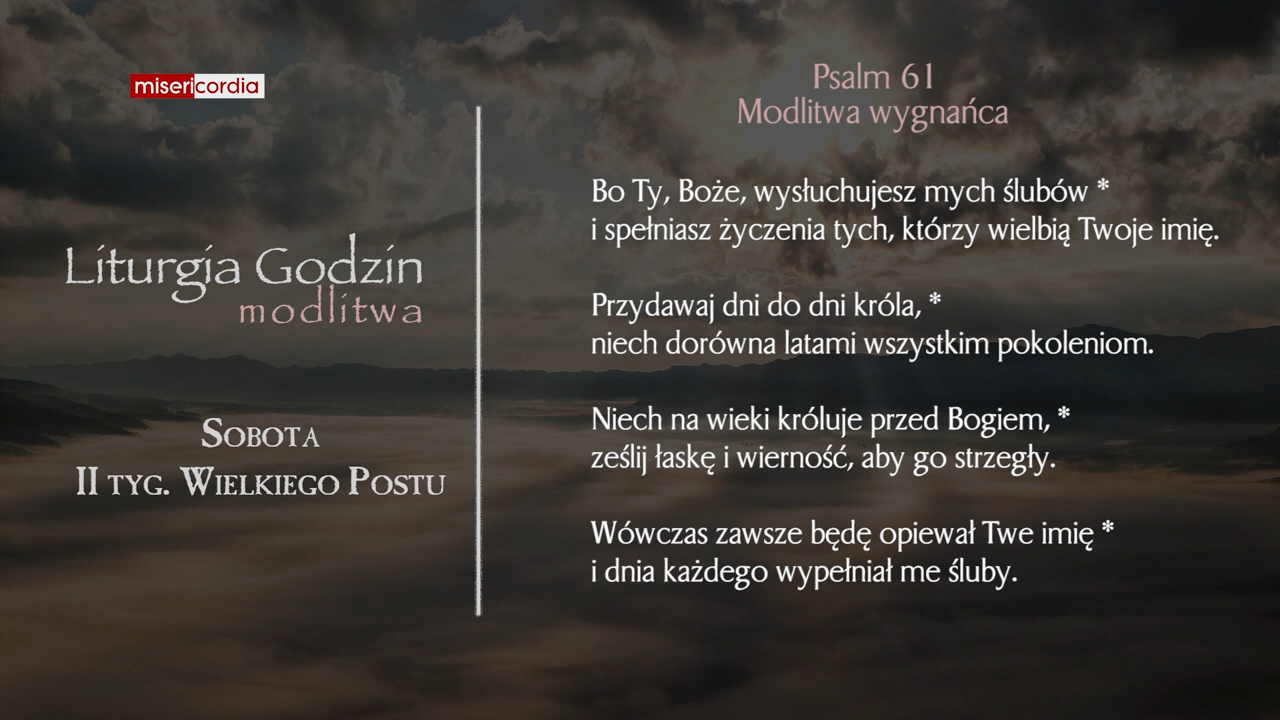 misericordia
Liturgia Godzin
modlitwa
Sobota
II tyg. Wielkiego Postu
Psalm 61
Modlitwa wygnańca
Bo Ty, Boże, wysłuchujesz mych ślubów *
i spełniasz życzenia tych, którzy wielbią Twoje imię.
Przydawaj dni do dni króla, *
niech dorówna latami wszystkim pokoleniom.
Niech na wieki króluje przed Bogiem, *
ześlij łaskę i wierność, aby go strzegły.
Wówczas zawsze będę opiewał Twe imię *
i dnia każdego wypełniał me śluby.